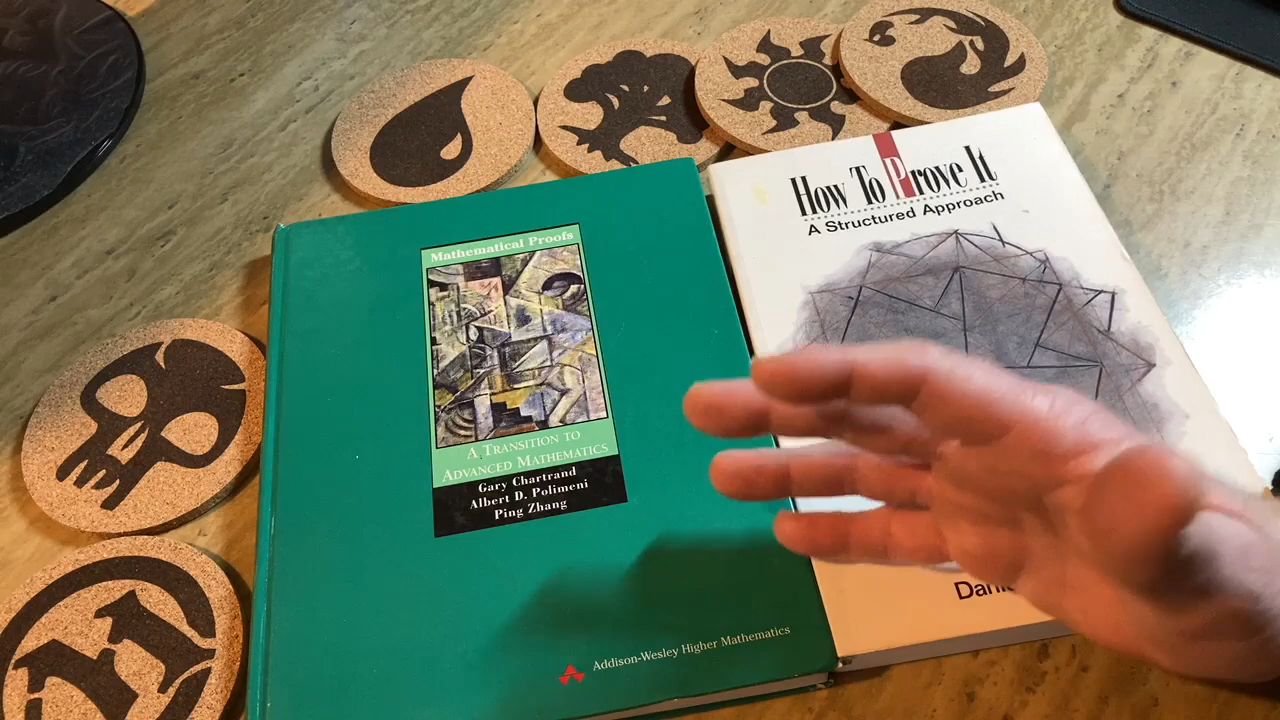 Mathematical Proofs
A TRANSITION TO
ADVANCED MATHEMATICS
Gary Chartrand
Albert D. Polimeni
Ping Zhang
Addison-Wesley Higher Mathematics
How To Prove It
A Structured Approach